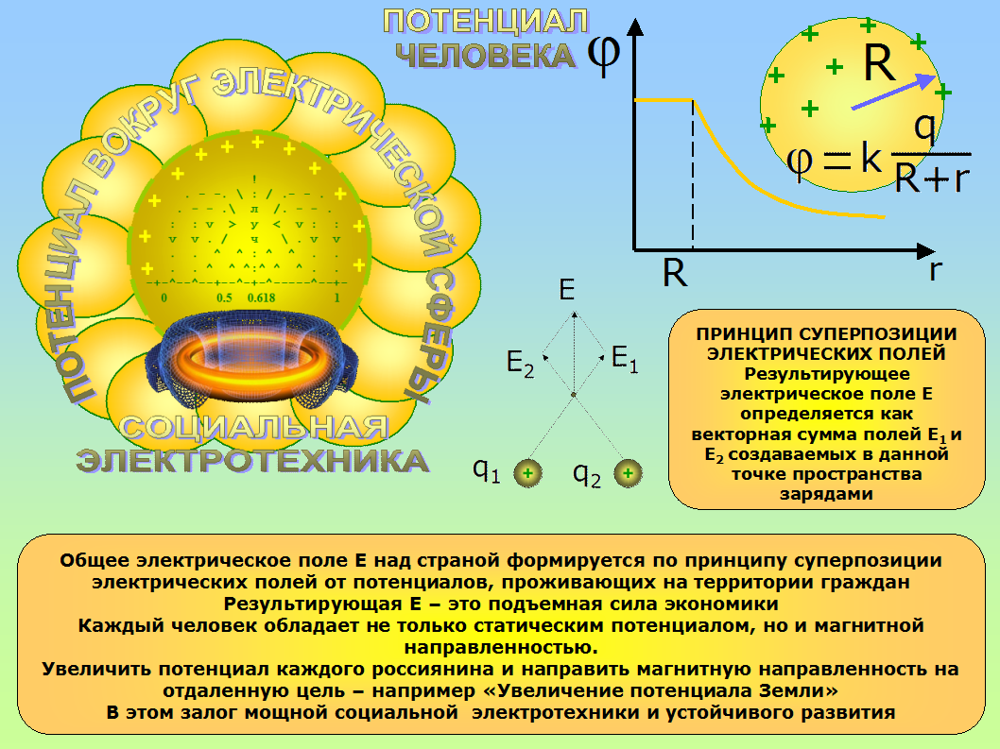 ПОТЕНЦИАЛ
ЧЕЛОВЕКА
ПОТЕНЦИАЛ ВОКРУГ ЭЛЕКТРИЧЕСКОЙ СФЕРЫ
+ + + + + + + + + + + +
!
. - - . \ : / . - - .
. - - . \ л / . - - .
: : v > у < v : :
v v . / ч \ . v v
. . ^ ^ : ^ ^ . .
. . ^ ^ ^:^ ^ ^ . .
-+-^--^--+--^-+-^-----^--+-
0 0.5 0.618 1
СОЦИАЛЬНАЯ
ЭЛЕКТРОТЕХНИКА
φ
R
r
R
φ = k q / R+r
E
E2
E1
q1 +
q2 +
ПРИНЦИП СУПЕРПОЗИЦИИ
ЭЛЕКТРИЧЕСКИХ ПОЛЕЙ
Результирующее
электрическое поле Е
определяется как
векторная сумма полей Е1 и
Е2 создаваемых в данной
точке пространства
зарядами
Общее электрическое поле Е над страной формируется по принципу суперпозиции
электрических полей от потенциалов, проживающих на территории граждан
Результирующая Е – это подъемная сила экономики
Каждый человек обладает не только статическим потенциалом, но и магнитной
направленностью.
Увеличить потенциал каждого россиянина и направить магнитную направленность на
отдаленную цель – например «Увеличение потенциала Земли»
В этом залог мощной социальной электротехники и устойчивого развития